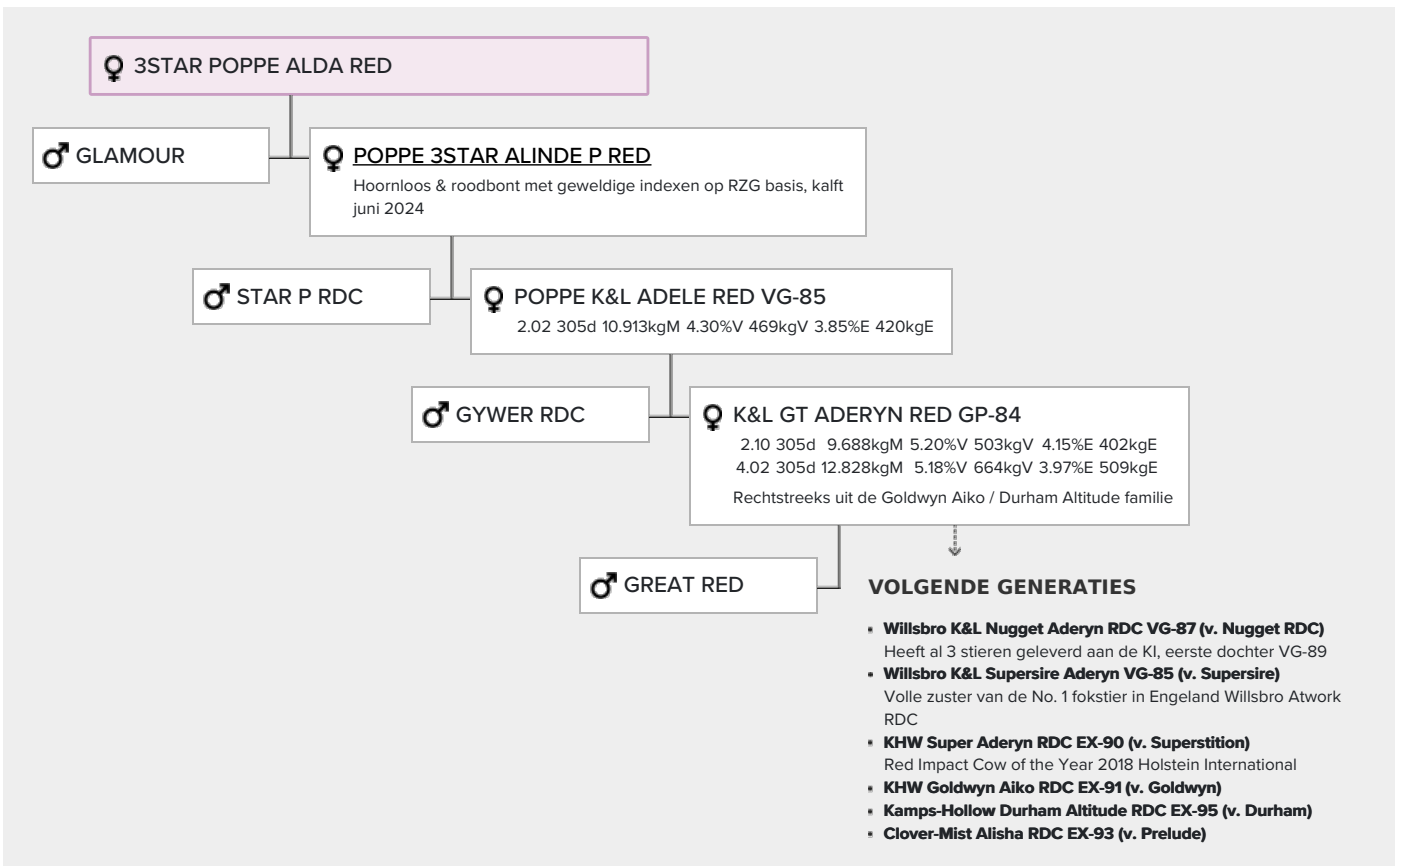 3STAR POPPE ALDA RED
GLAMOUR
POPPE 3STAR ALINDE P RED
Hoornloos & roodbont met geweldige indexen op RZG basis, kalft
juni 2024
STAR P RDC
POPPE K&L ADELE RED VG-85
2.02 305d 10.913kgM 4.30%V 469kgV 3.85%E 420kgE
GYWER RDC
K&L GT ADERYN RED GP-84
2.10 305d 9.688kgM 5.20%V 503kgV 4.15%E 402kgE
4.02 305d 12.828kgM 5.18%V 664kgV 3.97%E 509kgE
Rechtstreeks uit de Goldwyn Aiko / Durham Altitude familie
GREAT RED
VOLGENDE GENERATIES
Willsbro K&L Nugget Aderyn RDC VG-87 (v. Nugget RDC)
Heeft al 3 stieren geleverd aan de KI, eerste dochter VG-89
Willsbro K&L Supersire Aderyn VG-85 (v. Supersire)
Volle zuster van de No. 1 fokstier in Engeland Willsbro Atwork
RDC
KHW Super Aderyn RDC EX-90 (v. Superstition)
Red Impact Cow of the Year 2018 Holstein International
KHW Goldwyn Aiko RDC EX-91 (v. Goldwyn)
Kamps-Hollow Durham Altitude RDC EX-95 (v. Durham)
Clover-Mist Alisha RDC EX-93 (v. Prelude)